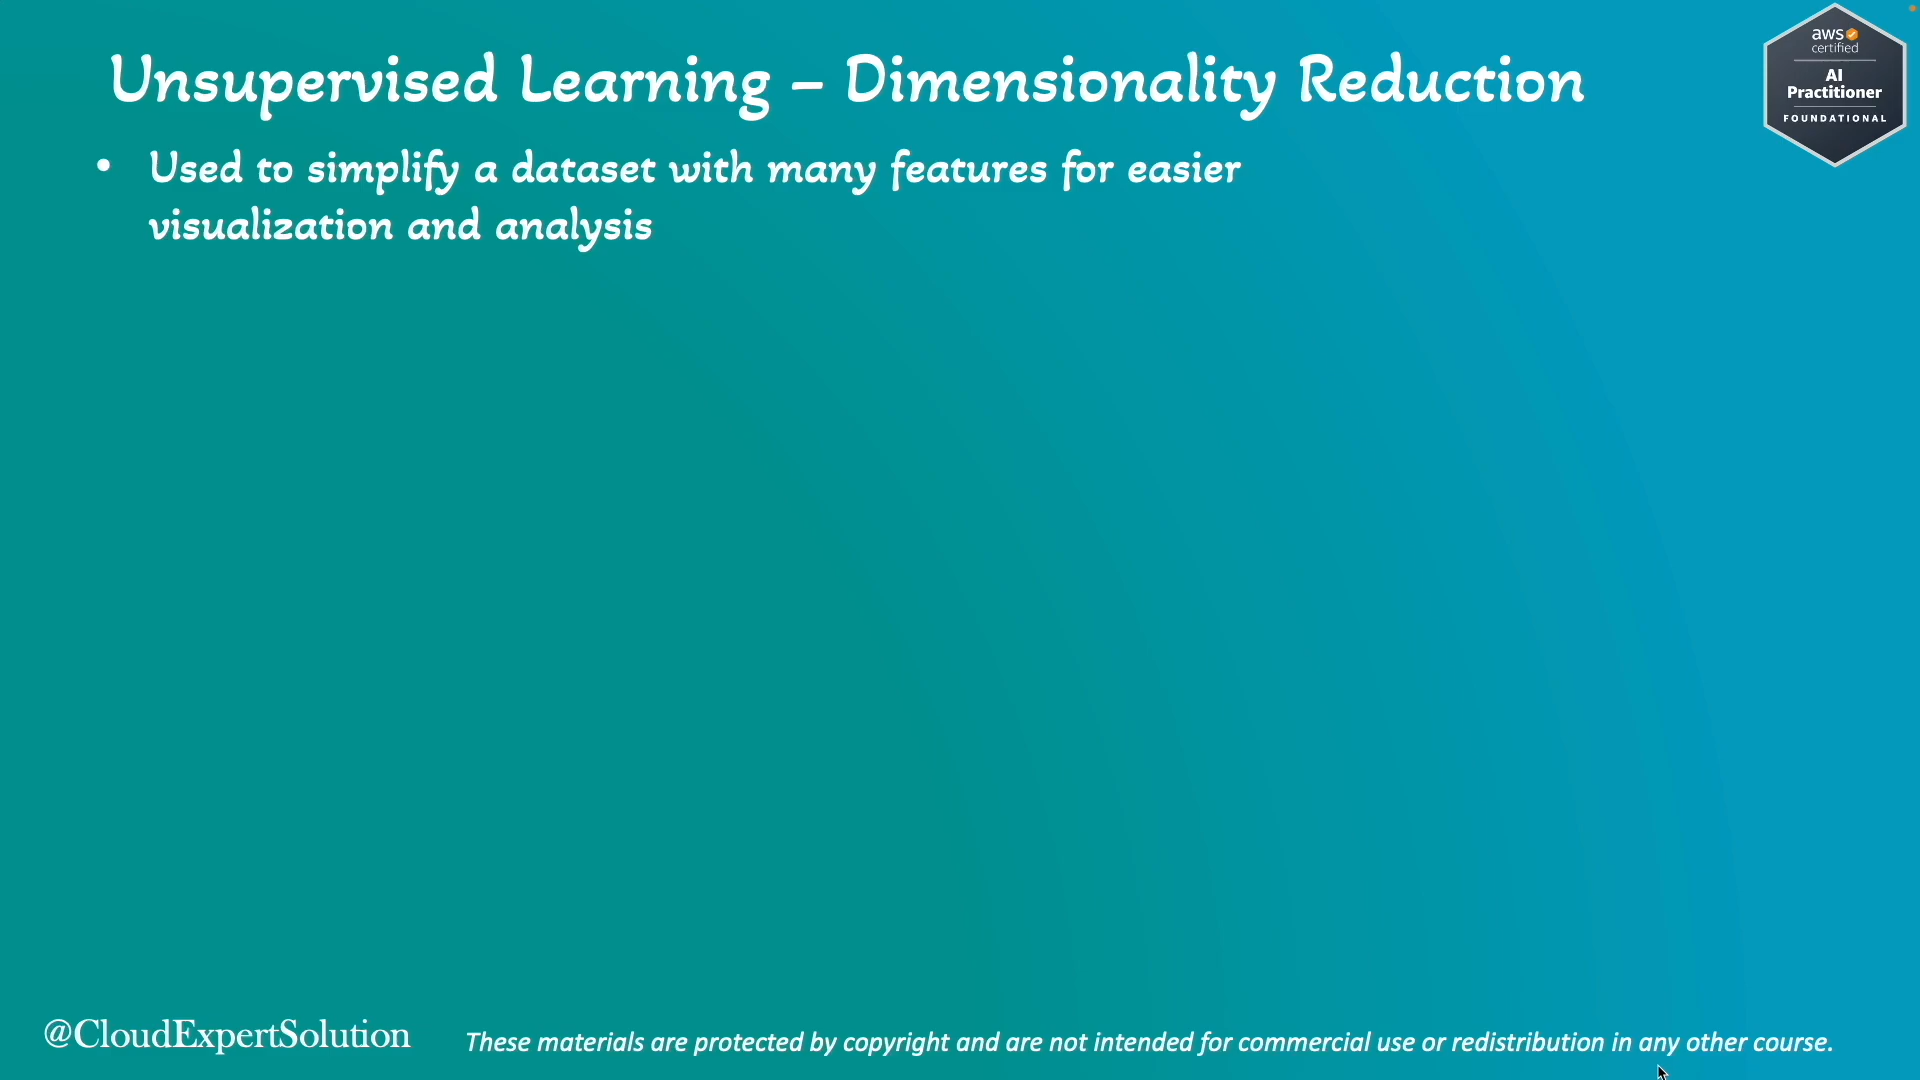 Unsupervised Learning – Dimensionality Reduction
• Used to simplify a dataset with many features for easier
visualization and analysis
aws
certified
AI
Practitioner
FOUNDATIONAL
@CloudExpertSolution
These materials are protected by copyright and are not intended for commercial use or redistribution in any other course.